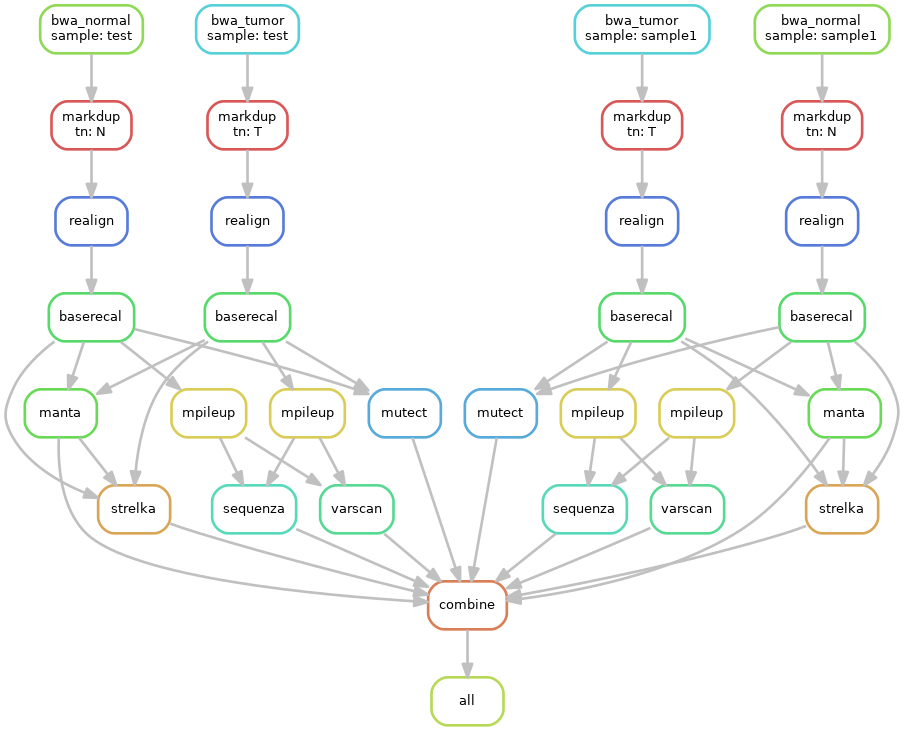 bwa_normal
sample: test
bwa_tumor
sample: test
bwa_tumor
sample: sample1
bwa_normal
sample: sample1
markdup
tn: N
markdup
tn: T
markdup
tn: T
markdup
tn: N
realign
realign
realign
realign
baserecal
baserecal
baserecal
baserecal
manta
mpileup
mpileup
mutect
mutect
mpileup
mpileup
manta
strelka
sequenza
varscan
sequenza
varscan
strelka
combine
all